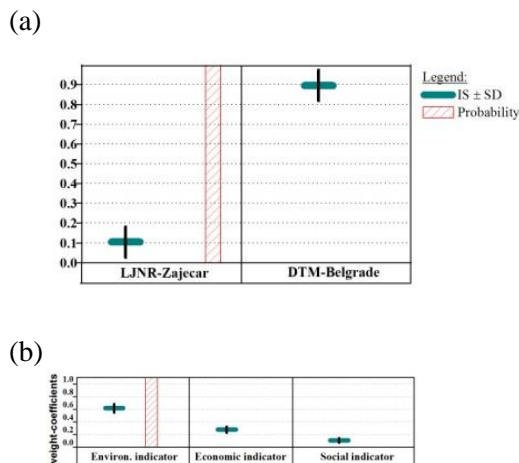 (a)
Legend:
IS ± SD
Probability
0.9
0.8
0.7
0.6
0.5
0.4
0.3
0.2
0.1
0.0
LJNR-Zajecar DTM-Belgrade
(b)
weight-coefficients
1.0
0.8
0.6
0.4
0.2
0.0
Environ. indicator Economic indicator Social indicator